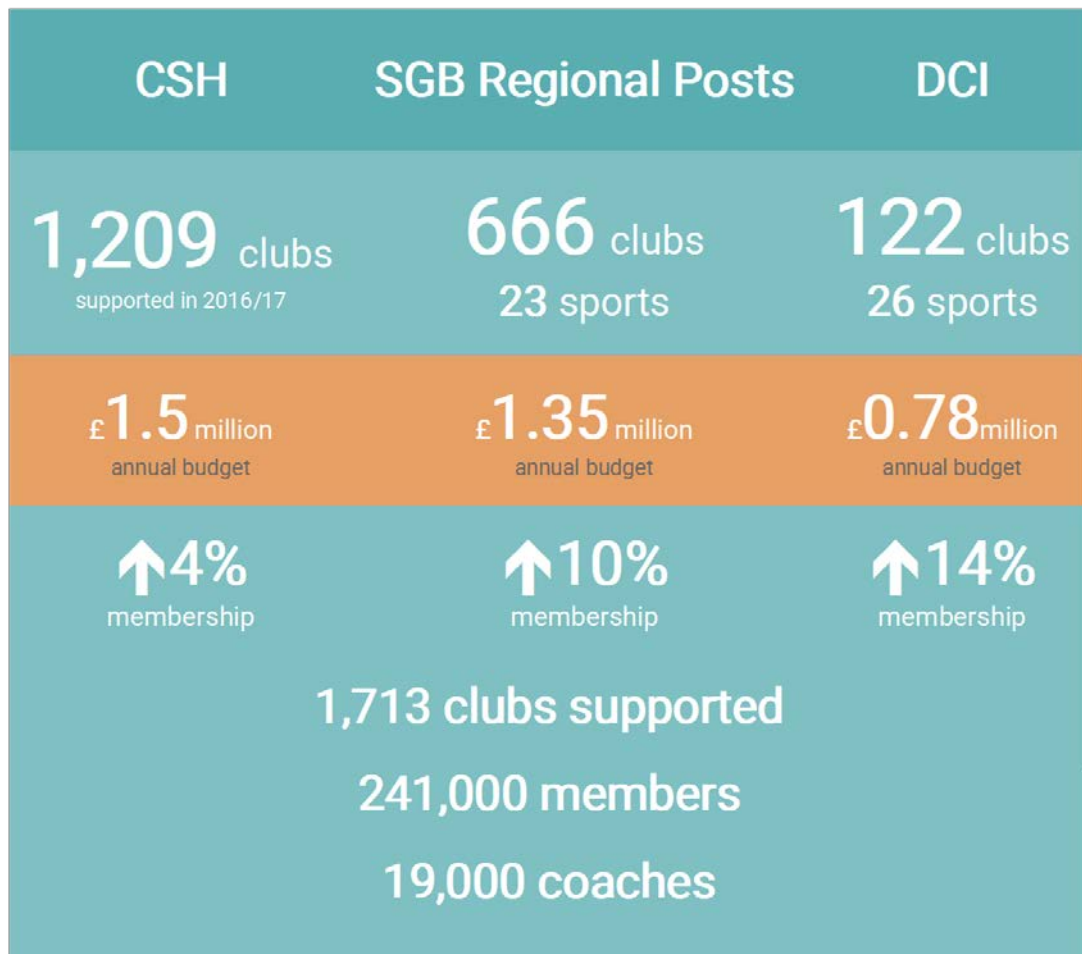 CSH SGB Regional Posts DCI
1,209 clubs 666 clubs 122 clubs
supported in 2016/17 23 sports 26 sports
£1.5 million £1.35 million £0.78million
annual budget annual budget annual budget
4% 10% 14%
membership membership membership
1,713 clubs supported
241,000 members
19,000 coaches